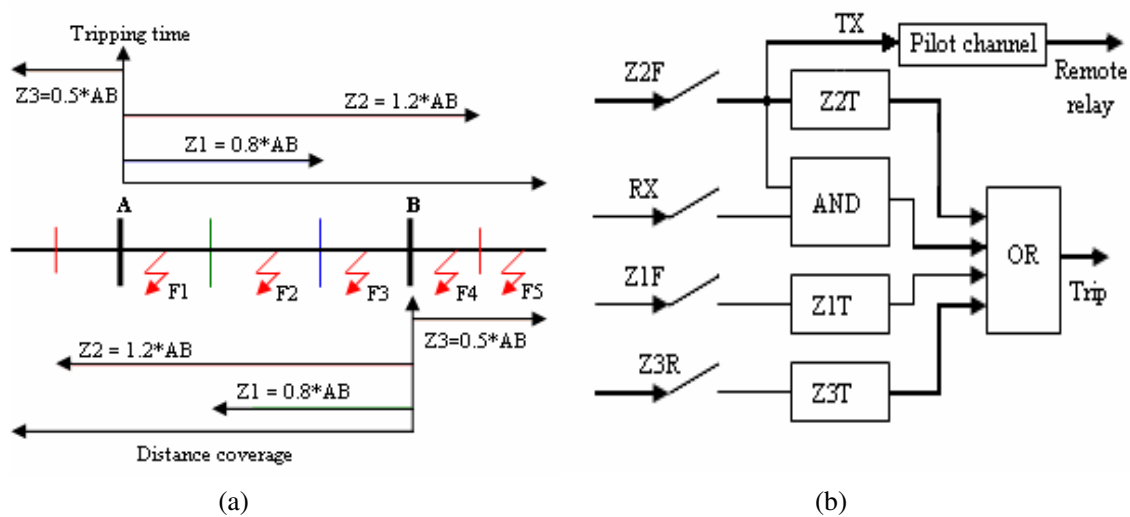 Tripping time
Z3=0.5*AB
Z2 = 1.2*AB
Z1 = 0.8*AB
A
B
F1
F2
F3
F4
F5
Z3=0.5*AB
Z2 = 1.2*AB
Z1 = 0.8*AB
Distance coverage
(a)
TX
Pilot channel
Remote
relay
Z2F
Z2T
RX
AND
OR
Trip
Z1F
Z1T
Z3R
Z3T
(b)